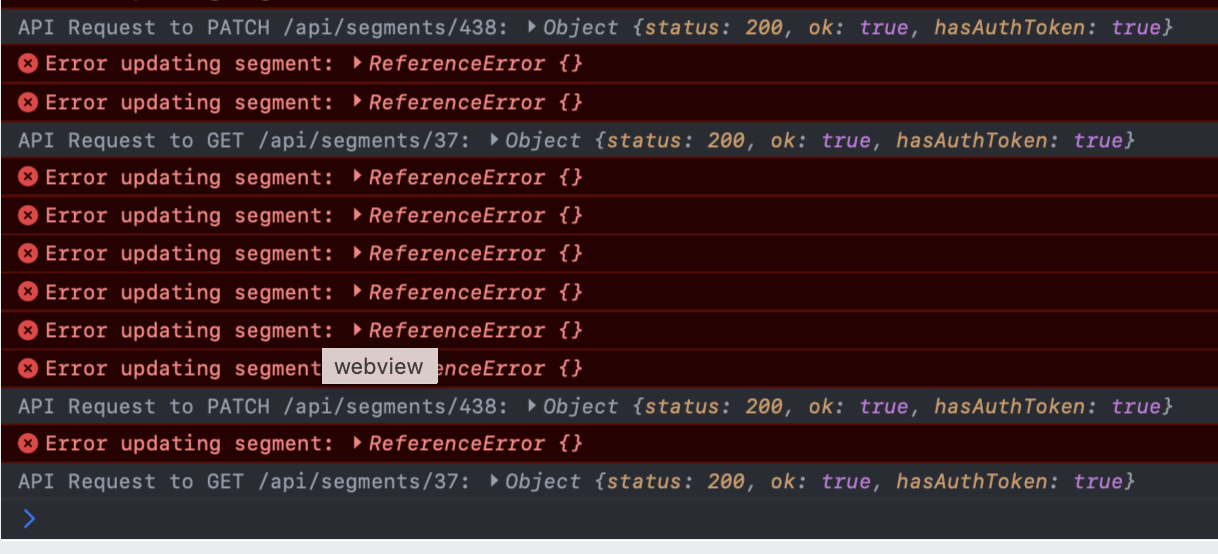 API Request to PATCH /api/segments/438: ▶ Object {status: 200, ok: true, hasAuthToken: true}
Error updating segment: ▶ ReferenceError {}
Error updating segment: ▶ ReferenceError {}
API Request to GET /api/segments/37: ▶ Object {status: 200, ok: true, hasAuthToken: true}
Error updating segment: ▶ ReferenceError {}
Error updating segment: ▶ ReferenceError {}
Error updating segment: ▶ ReferenceError {}
Error updating segment: ▶ ReferenceError {}
Error updating segment: ▶ ReferenceError {}
Error updating segment webview enceError {}
API Request to PATCH /api/segments/438: ▶ Object {status: 200, ok: true, hasAuthToken: true}
Error updating segment: ▶ ReferenceError {}
API Request to GET /api/segments/37: ▶ Object {status: 200, ok: true, hasAuthToken: true}